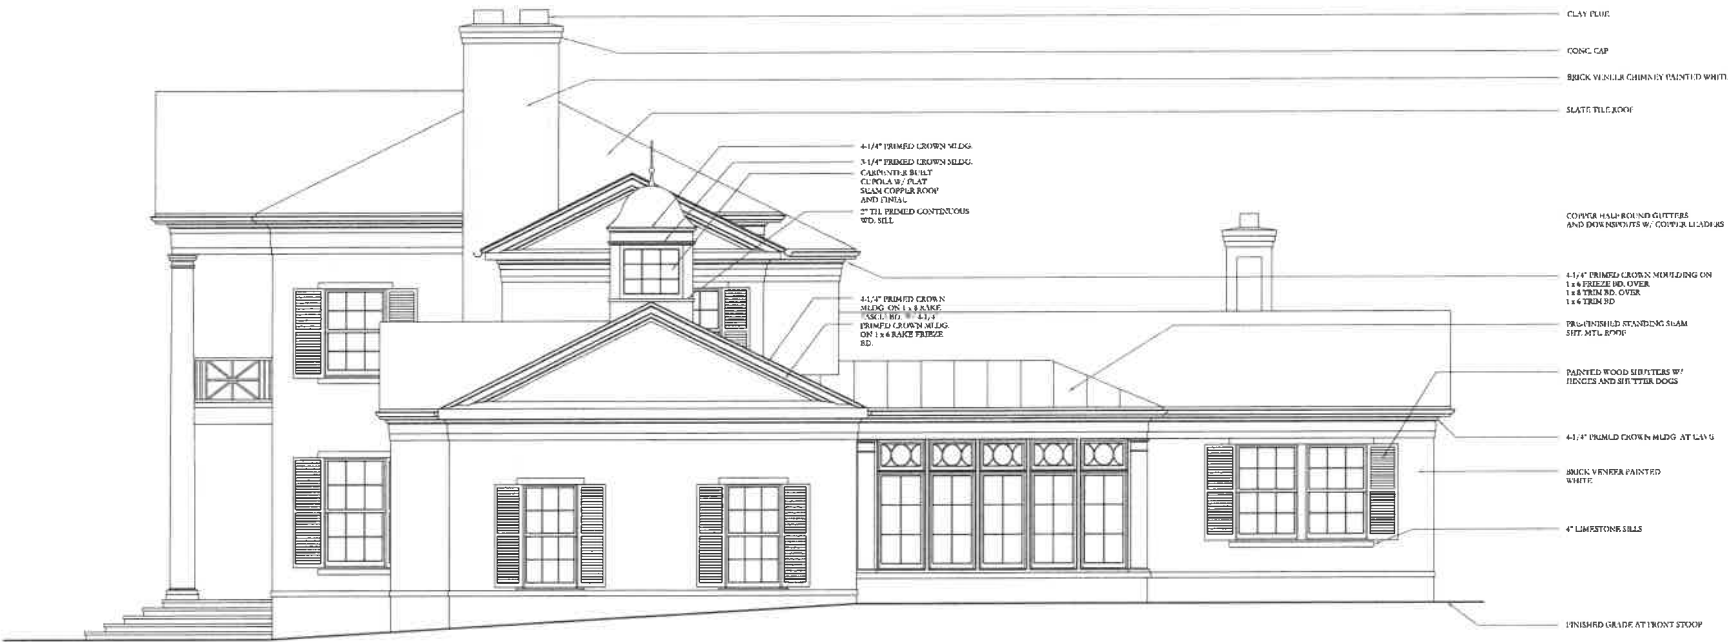 CLAY FLUE
CONC. CAP
BRICK VENEER CHIMNEY PAINTED WHITE
SLATE TILE ROOF
4-1/4" PRIMED CROWN MLDG.
3-1/4" PRIMED CROWN MLDG.
CARPENTER BUILT
CUPOLA W/ FLAT
SEAM COPPER ROOF
AND FINIAL
2" TH. PRIMED CONTINUOUS
WD. SILL
COPPER HALF ROUND GUTTERS
AND DOWNSPOUTS W/ COPPER LEADERS
4-1/4" PRIMED CROWN MOULDING ON
1 x 6 FRIEZE BD. OVER
1 x 8 TRIM BD. OVER
1 x 6 TRIM BD
4-1/4" PRIMED CROWN
MLDG. ON 1 x 8 RAKE
FASCIA BD. W/ 4-1/4"
PRIMED CROWN MLDG.
ON 1 x 6 RAKE FRIEZE
BD.
PRE-FINISHED STANDING SEAM
SHT. MTL. ROOF
PAINTED WOOD SHUTTERS W/
HINGES AND SHUTTER DOGS
4-1/4" PRIMED CROWN MLDG. AT EAVE
BRICK VENEER PAINTED
WHITE
4" LIMESTONE SILLS
FINISHED GRADE AT FRONT STOOP